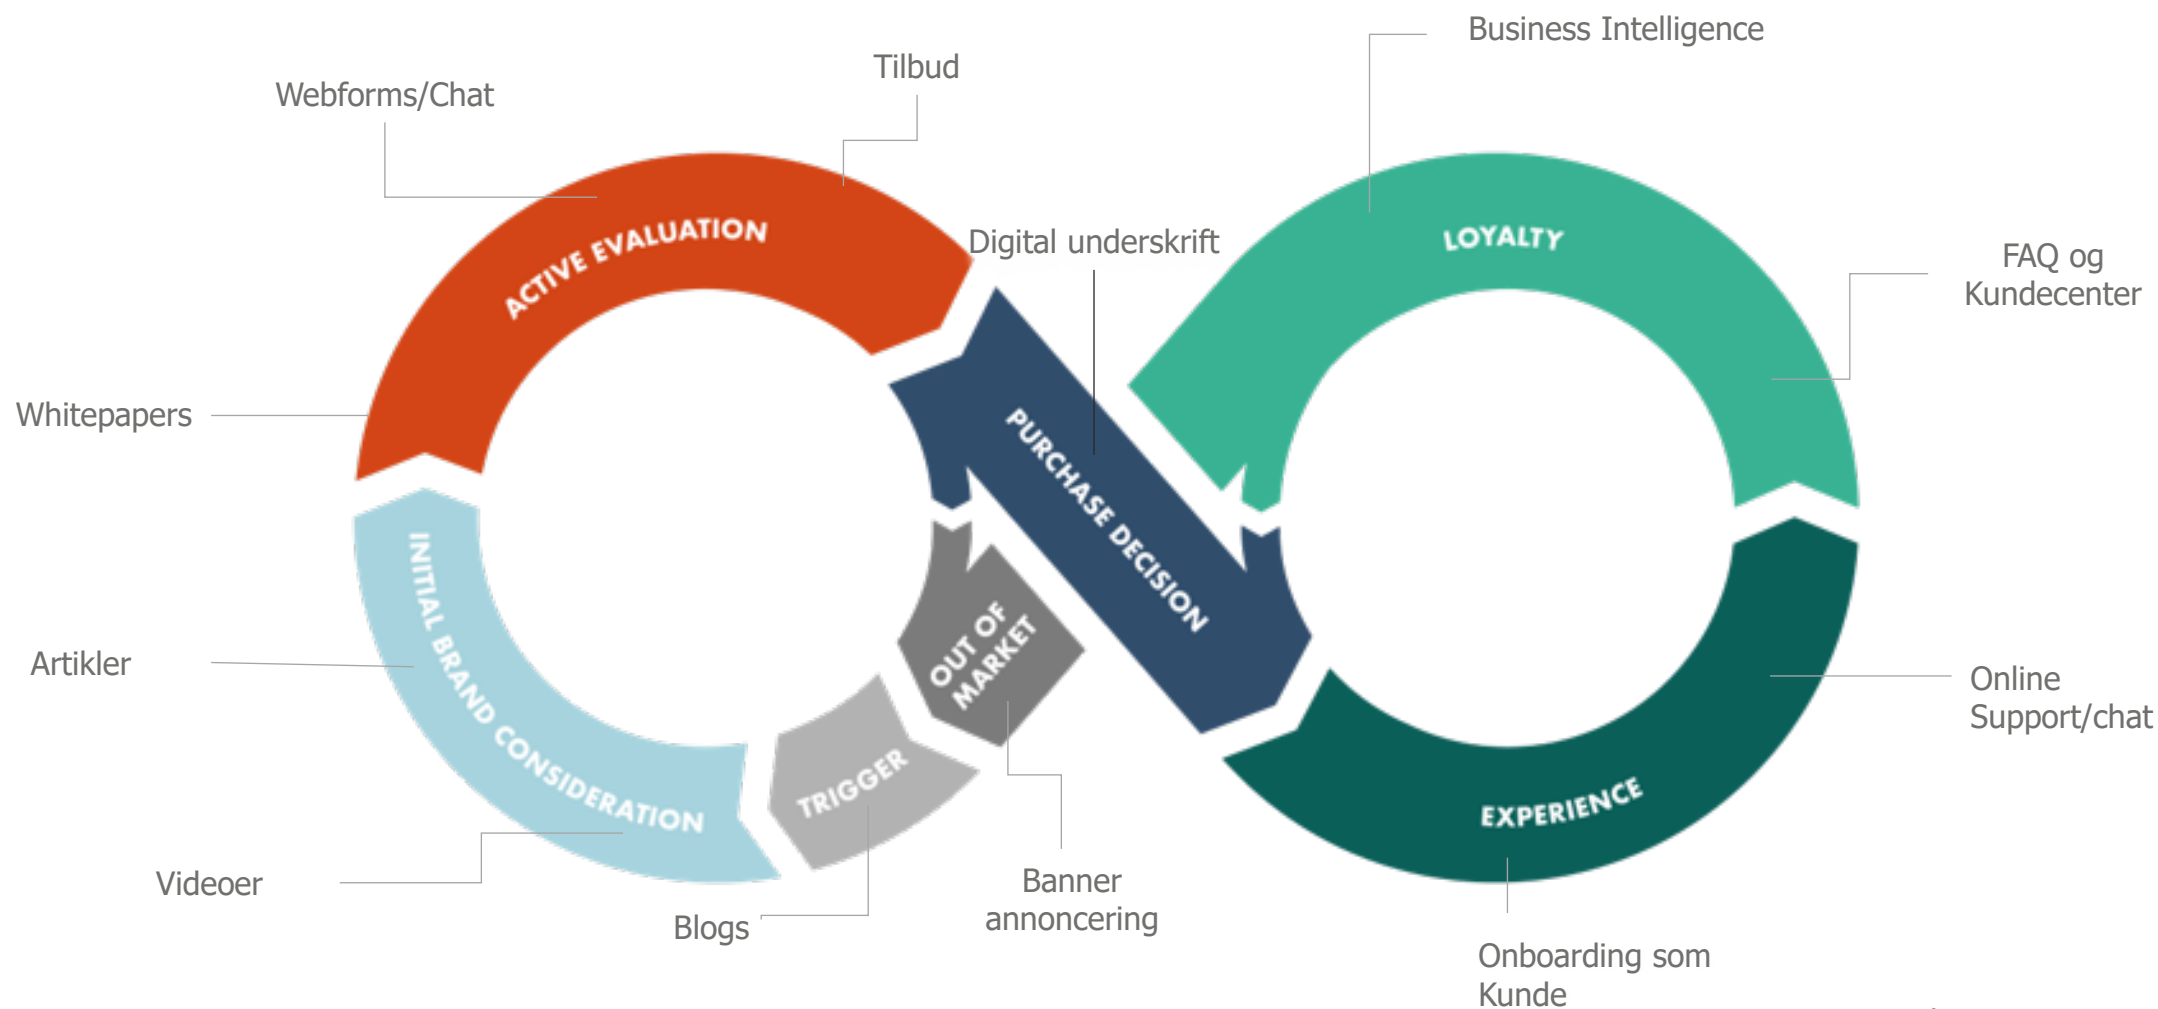 Business Intelligence
Tilbud
Webforms/Chat
ACTIVE EVALUATION
LOYALTY
Digital underskrift
FAQ og
Kundecenter
Whitepapers
PURCHASE DECISION
INITIAL BRAND CONSIDERATION
OUT OF
MARKET
Artikler
Online
Support/chat
TRIGGER
EXPERIENCE
Videoer
Banner
annoncering
Blogs
Onboarding som
Kunde